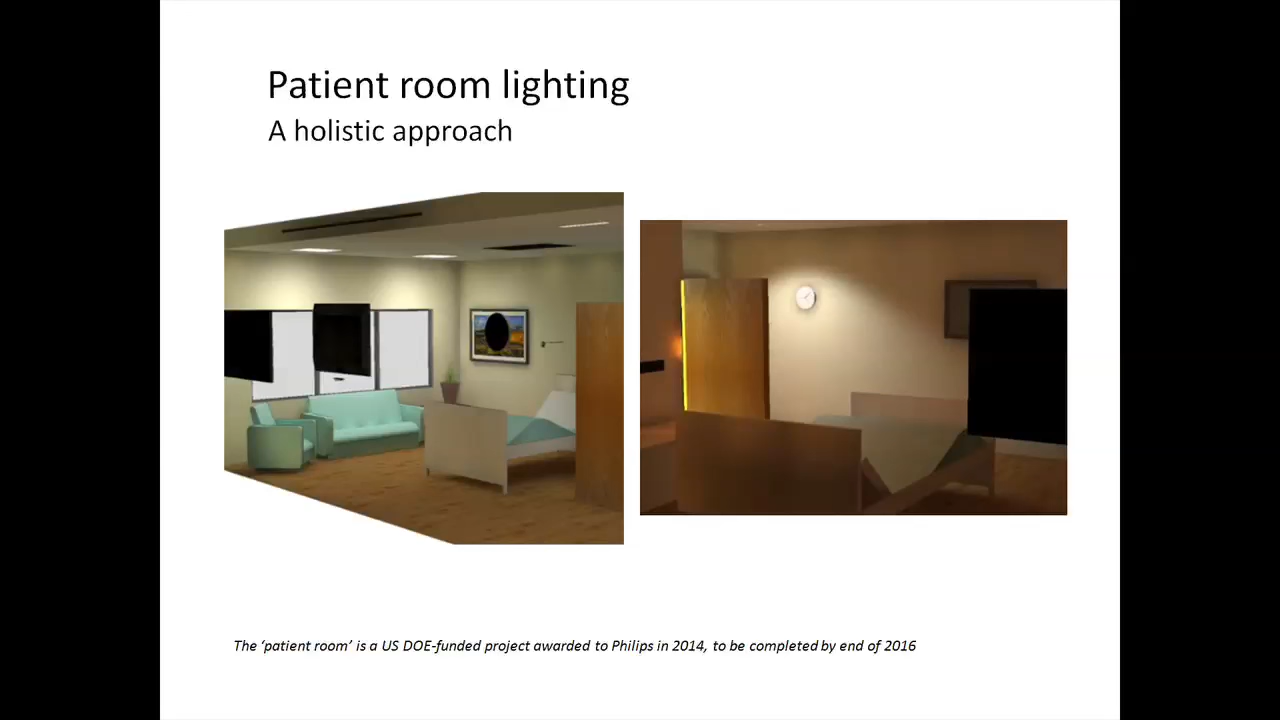 Patient room lighting
A holistic approach
The ‘patient room’ is a US DOE-funded project awarded to Philips in 2014, to be completed by end of 2016